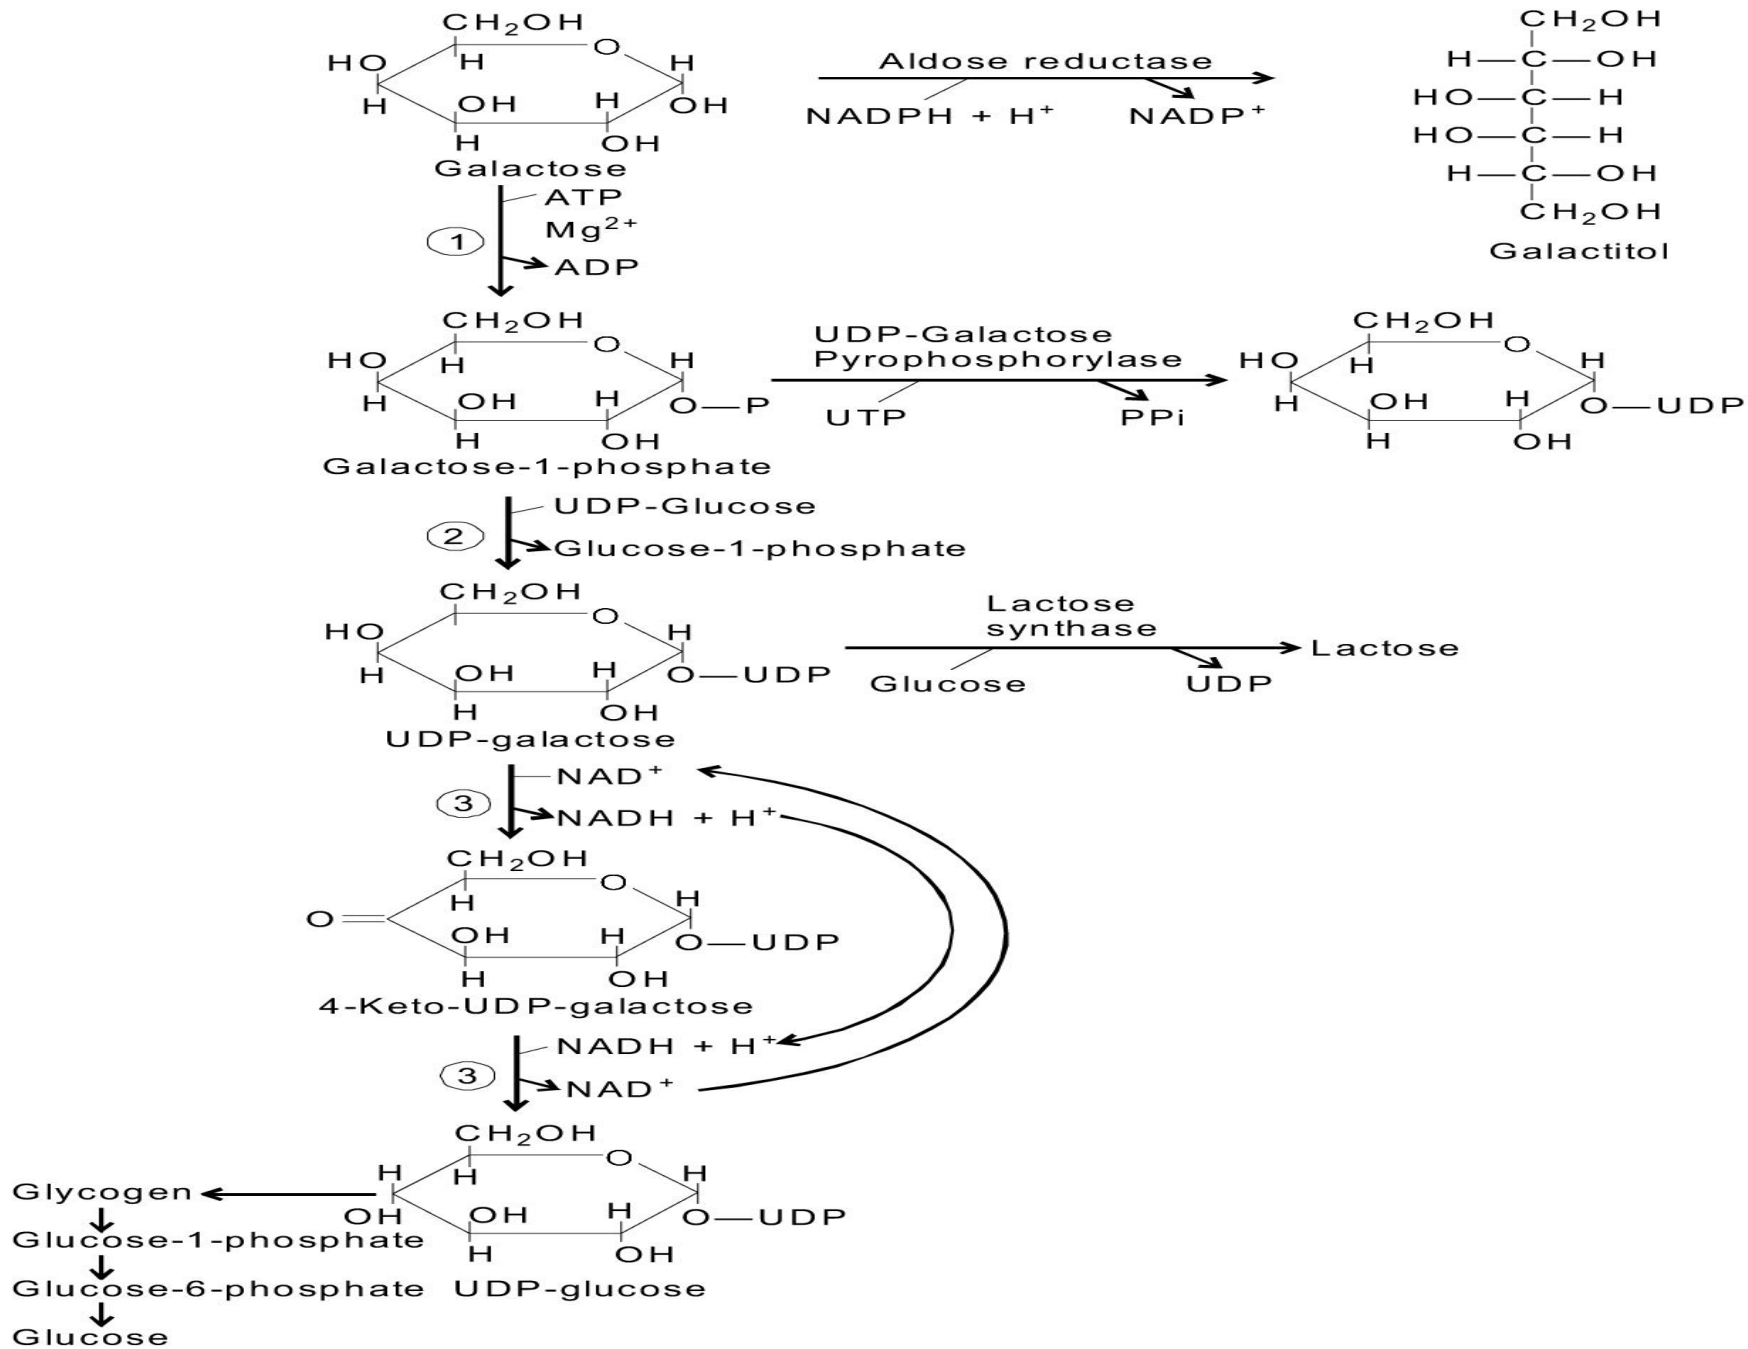 CH₂OH
O
HO H H
H OH H OH
H OH
Galactose
Aldose reductase
NADPH + H⁺ NADP⁺
CH₂OH
H—C—OH
HO—C—H
HO—C—H
H—C—OH
CH₂OH
Galactitol
ATP
Mg²⁺
1
ADP
CH₂OH
O
HO H H
H OH H O—P
H OH
Galactose-1-phosphate
UDP-Galactose
Pyrophosphorylase
UTP PPi
CH₂OH
O
HO H H
H OH H O—UDP
H OH
UDP-Glucose
2
Glucose-1-phosphate
CH₂OH
O
HO H
H OH H O—UDP
H OH
UDP-galactose
Lactose
synthase
Glucose UDP
Lactose
NAD⁺
3
NADH + H⁺
CH₂OH
O
H H
O
OH H O—UDP
H OH
4-Keto-UDP-galactose
NADH + H⁺
3
NAD⁺
CH₂OH
O
H H H
OH OH H O—UDP
H OH
UDP-glucose
Glycogen
Glucose-1-phosphate
Glucose-6-phosphate
Glucose